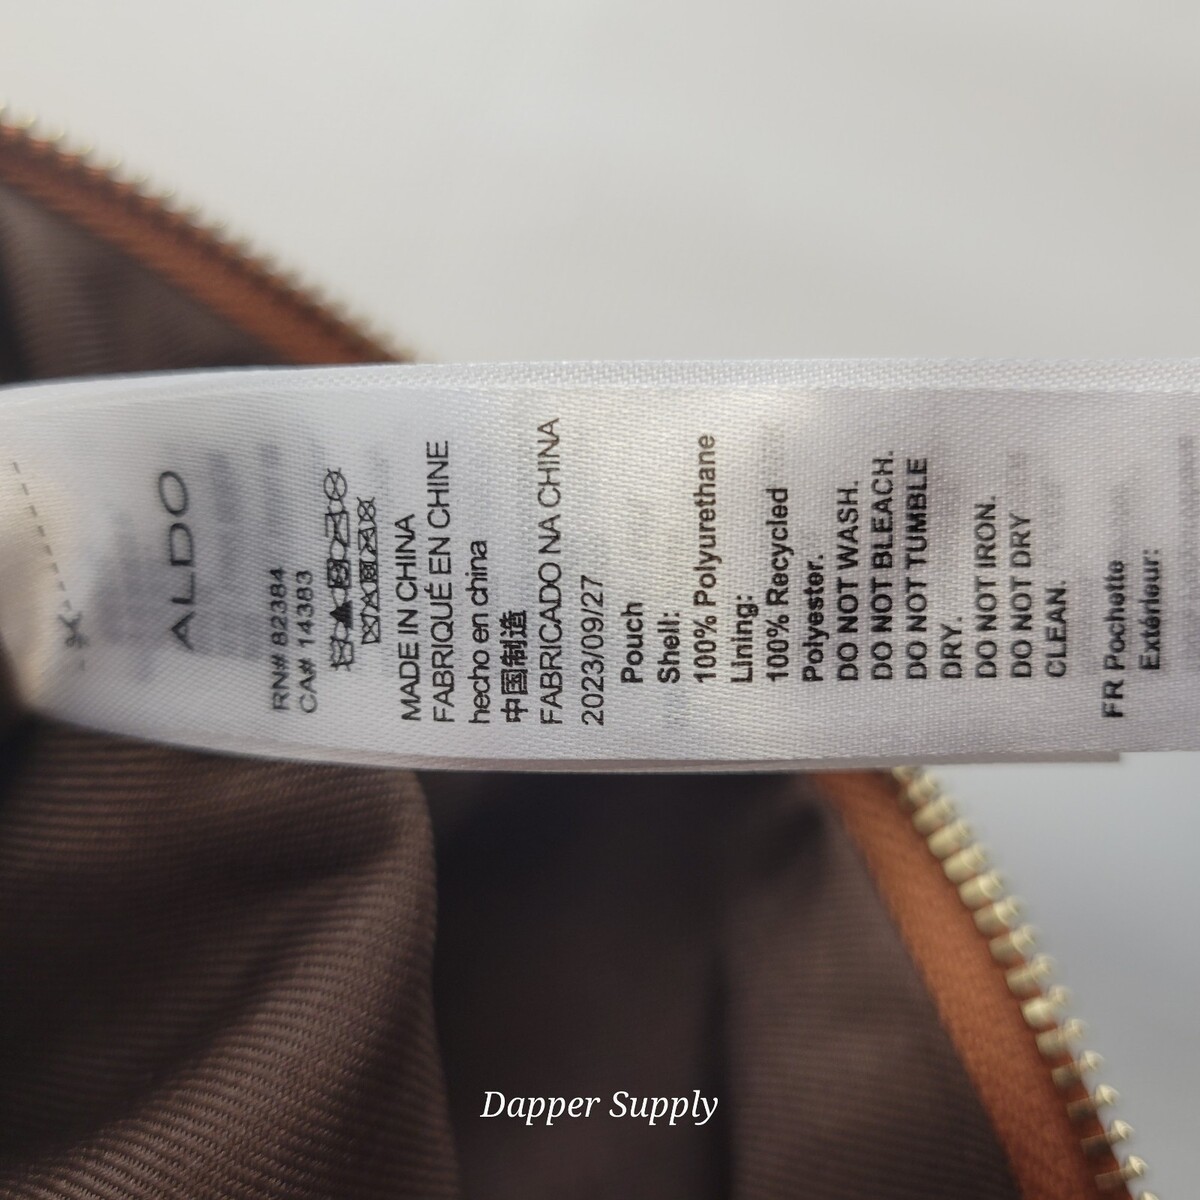 ALDO
RN# 82384
CA# 14383
MADE IN CHINA
FABRIQUÉ EN CHINE
hecho en china
中国制造
FABRICADO NA CHINA
2023/09/27
Pouch
Shell:
100% Polyurethane
Lining:
100% Recycled
Polyester.
DO NOT WASH.
DO NOT BLEACH.
DO NOT TUMBLE
DRY.
DO NOT IRON.
DO NOT DRY
CLEAN.
FR Pochette
Extérieur:
Dapper Supply